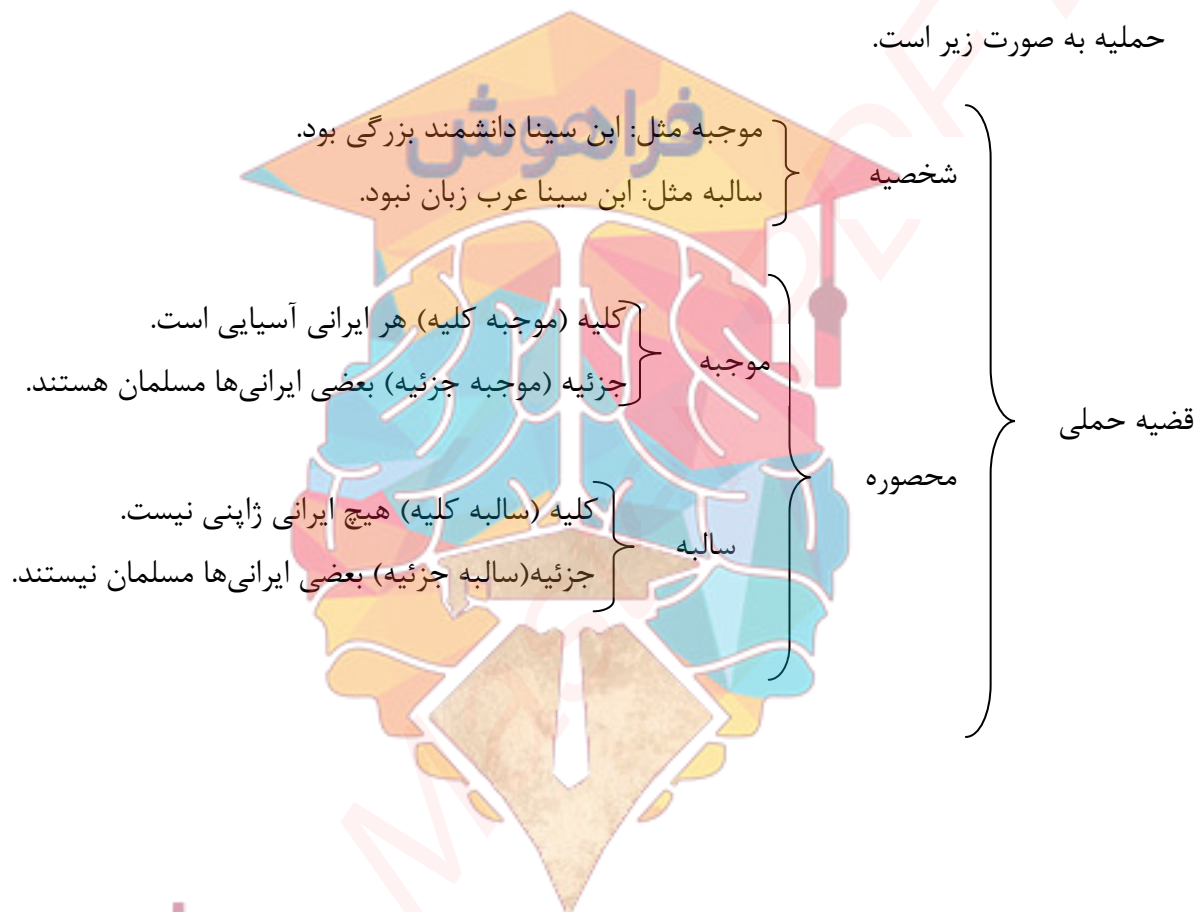 حملیه به صورت زیر است.
فراهوش
موجبه مثل: ابن سینا دانشمند بزرگی بود.
شخصیه
سالبه مثل: ابن سینا عرب زبان نبود.
کلیه (موجبه کلیه) هر ایرانی آسیایی است.
موجبه
جزئیه (موجبه جزئیه) بعضی ایرانی‌ها مسلمان هستند.
قضیه حملی
محصوره
کلیه (سالبه کلیه) هیچ ایرانی ژاپنی نیست.
سالبه
جزئیه(سالبه جزئیه) بعضی ایرانی‌ها مسلمان نیستند.